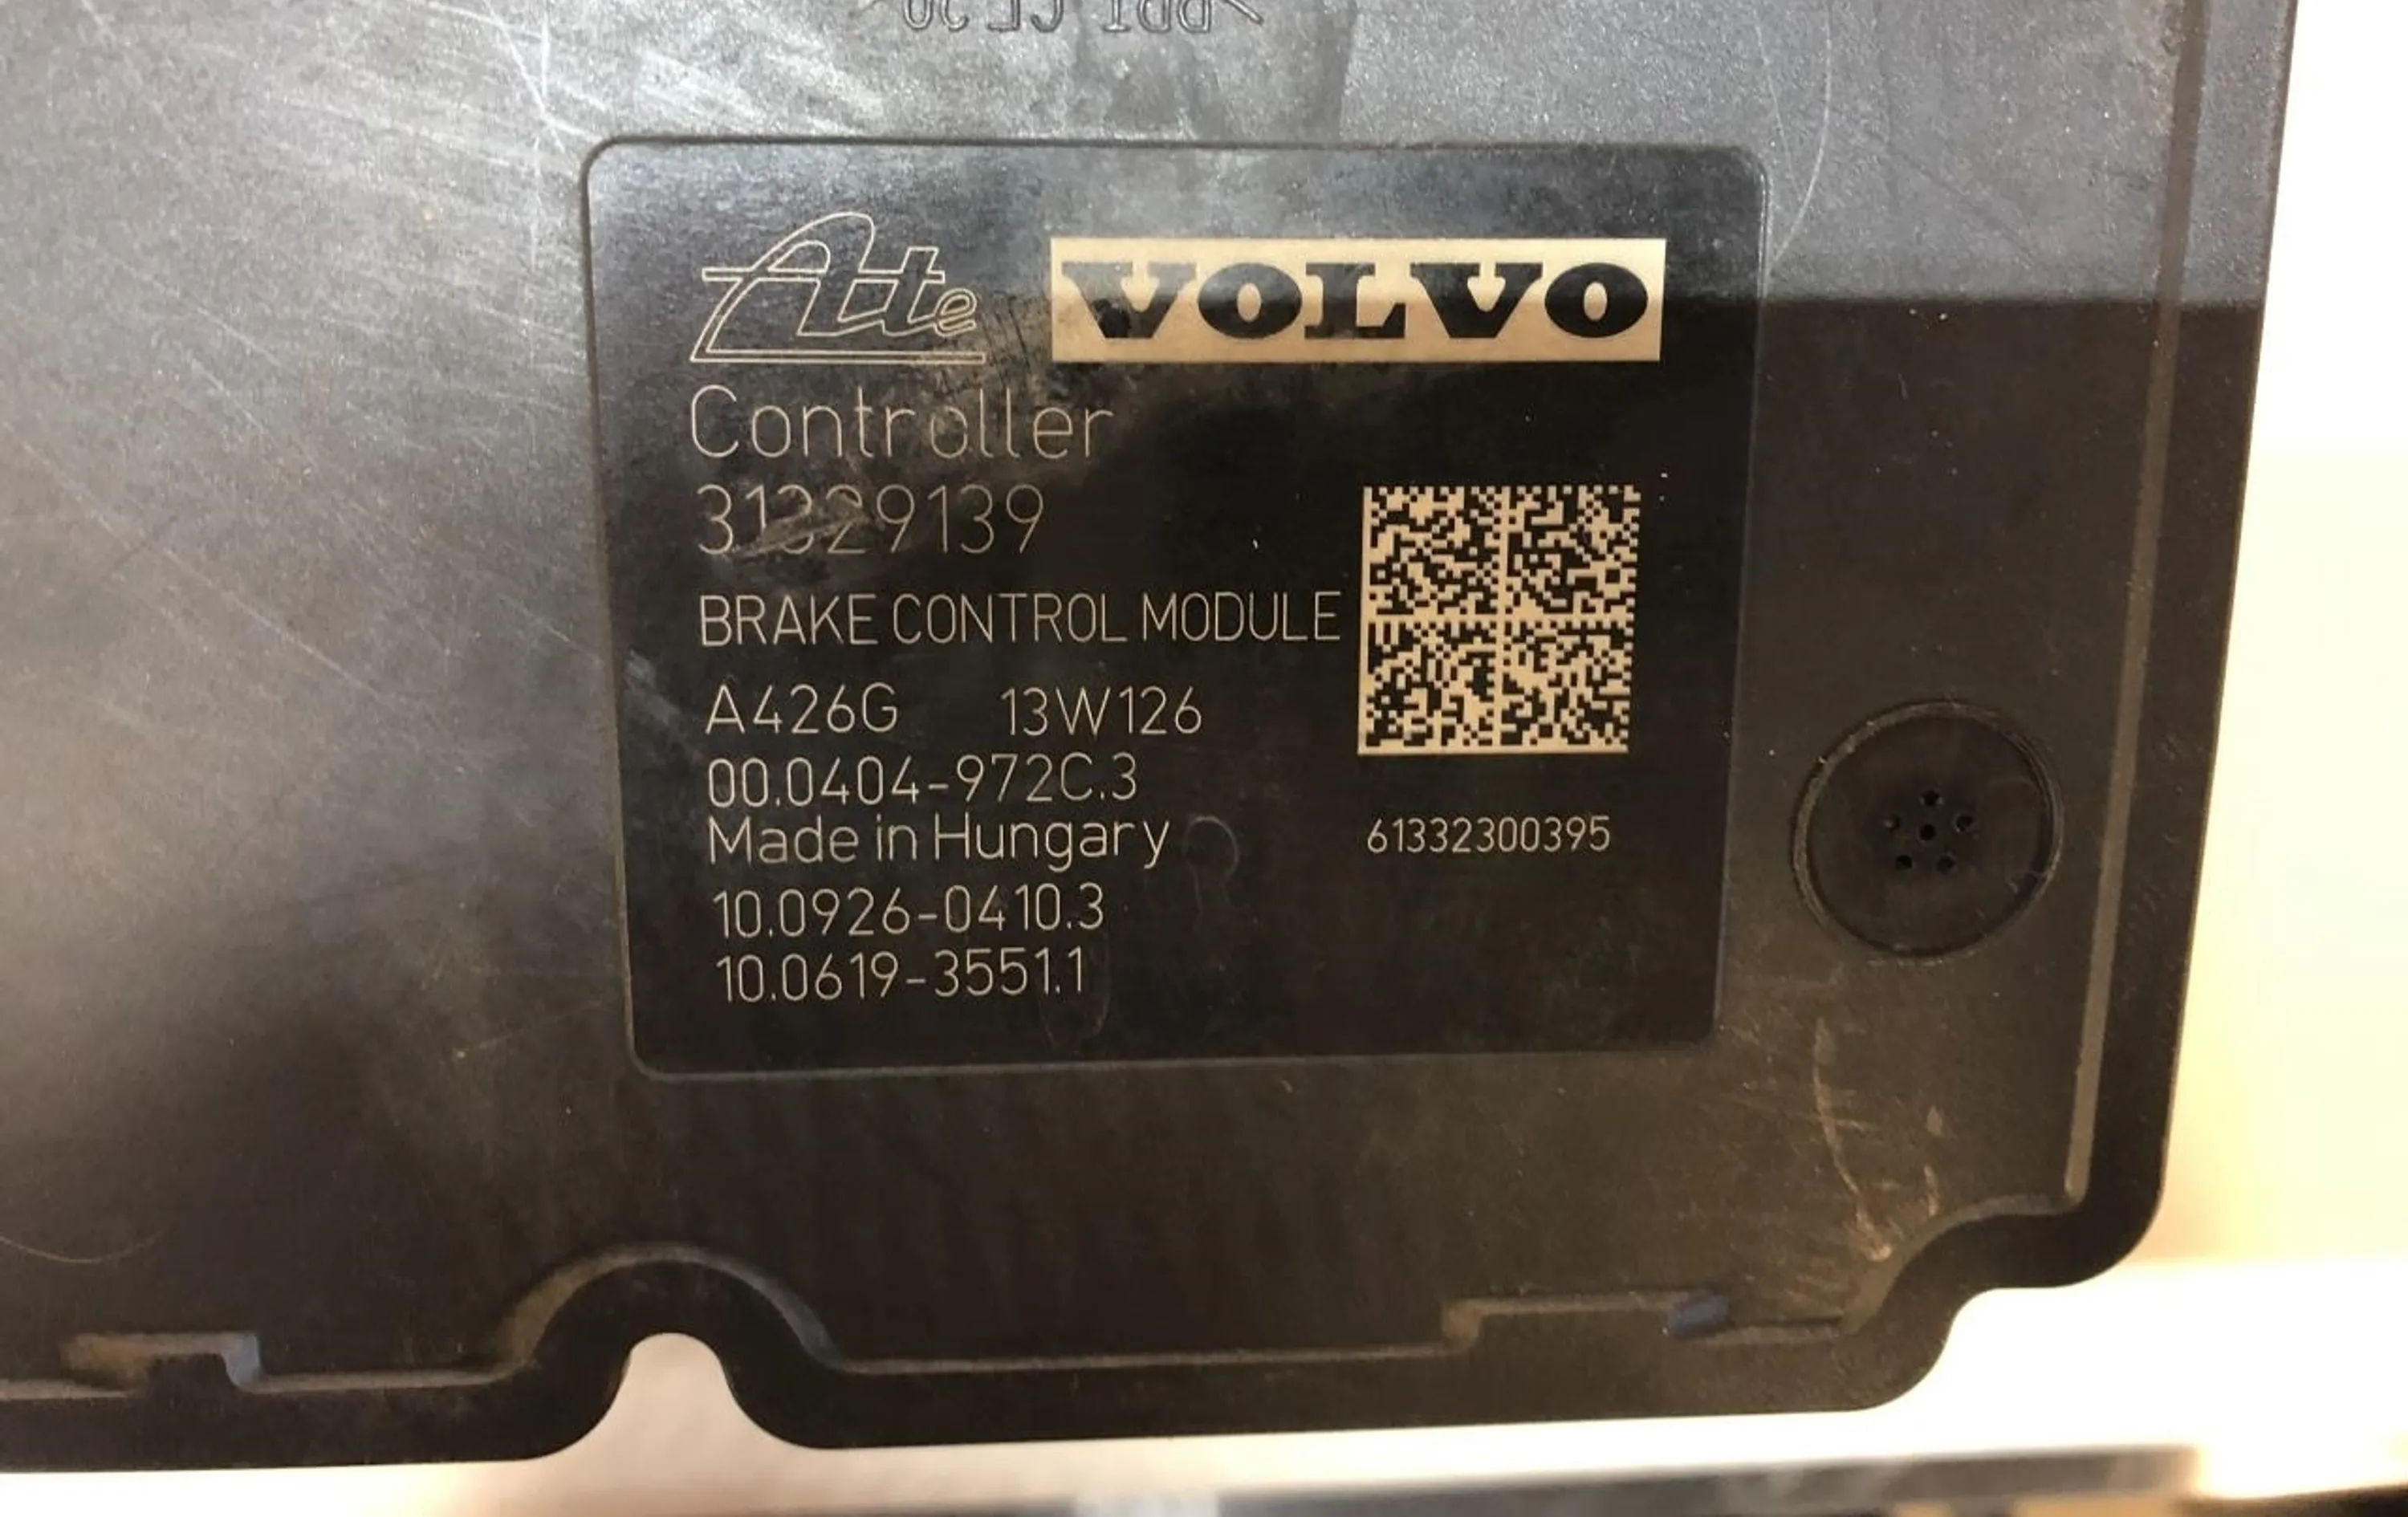 Ate VOLVO
Controller
31329139
BRAKE CONTROL MODULE
A426G 13W126
00.0404-972C.3
Made in Hungary
61332300395
10.0926-0410.3
10.0619-3551.1